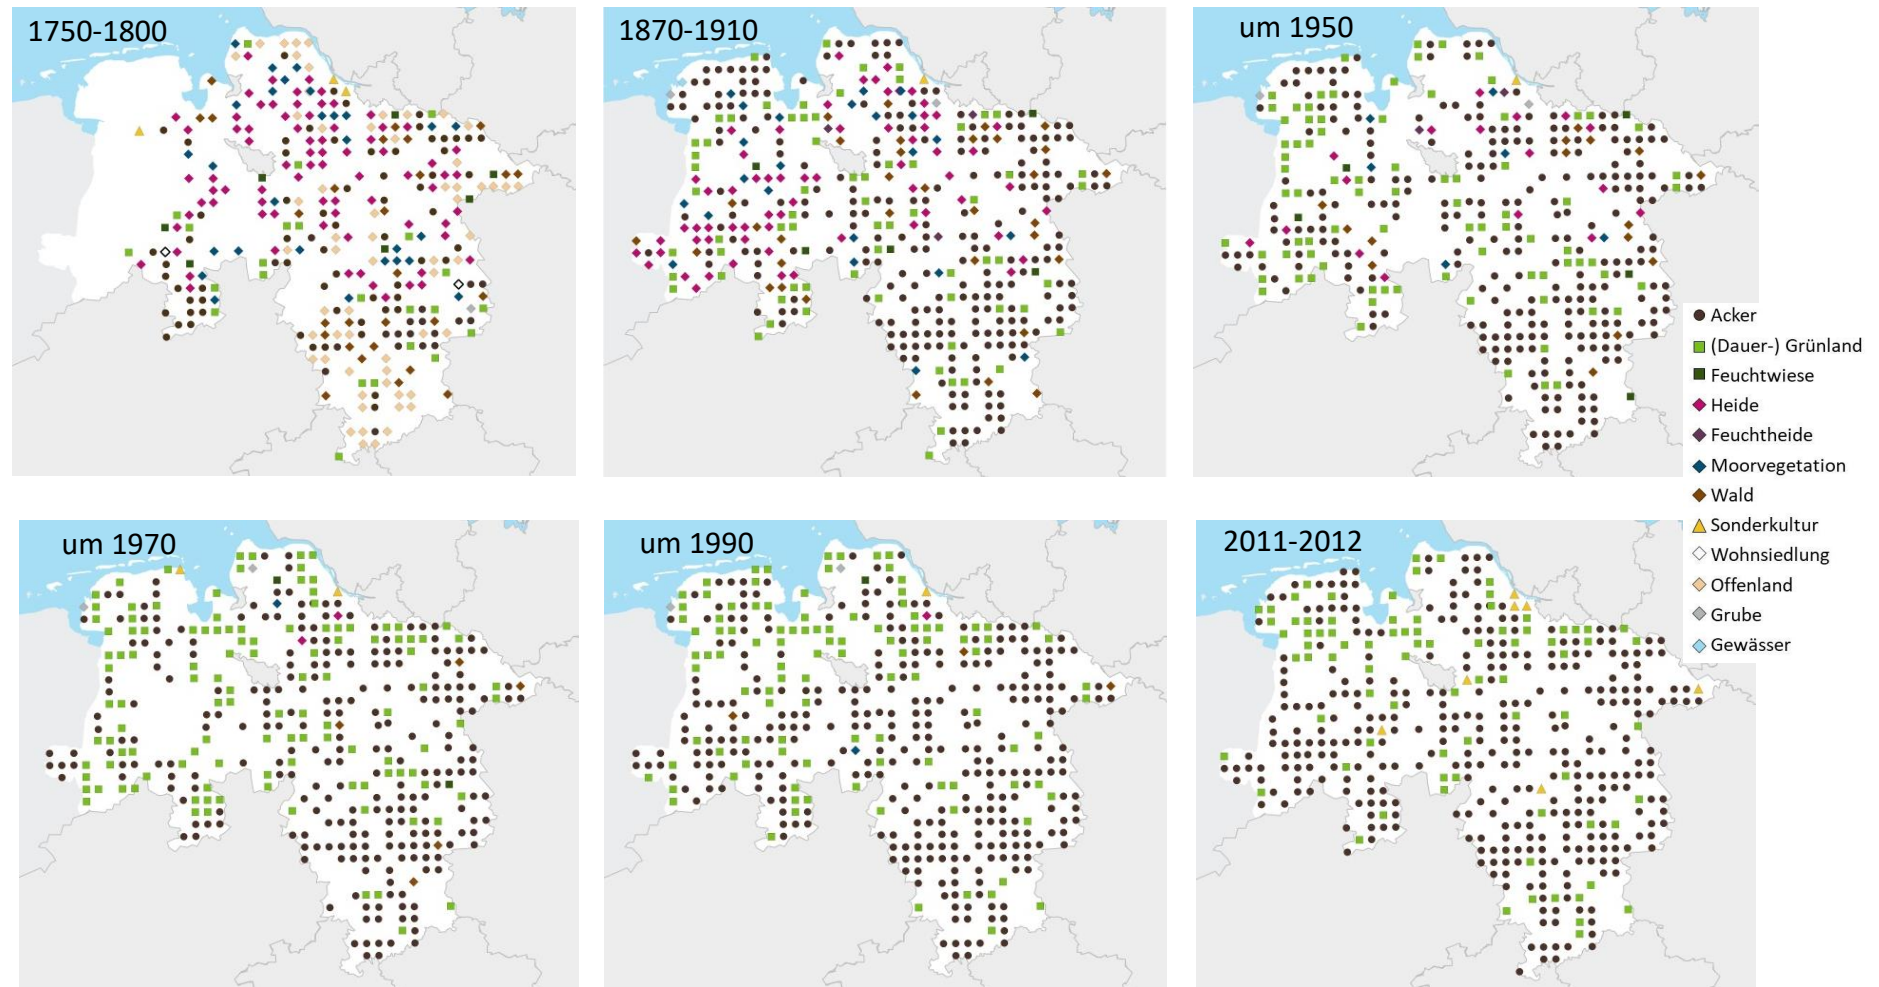 1750-1800
1870-1910
um 1950
Acker
(Dauer-) Grünland
Feuchtwiese
Heide
Feuchtheide
Moorvegetation
Wald
Sonderkultur
Wohnsiedlung
Offenland
Grube
Gewässer
um 1970
um 1990
2011-2012